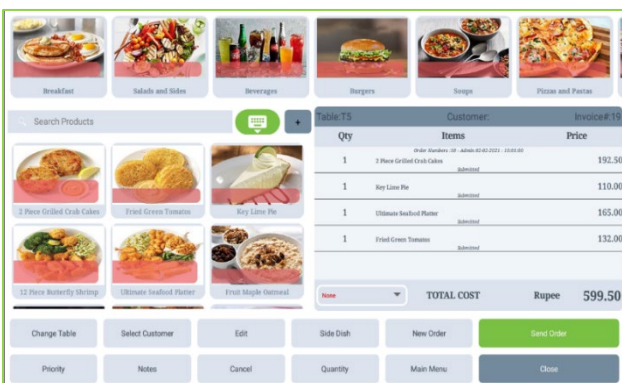 Breakfast Salads and Sides Beverages Burgers Soups Pizzas and Pastas
Search Products +
Table:T5 Customer: Invoice#:19
Qty Items Price
1 2 Piece Grilled Crab Cakes 192.50
Submitted
1 Key Lime Pie 110.00
Submitted
1 Ultimate Seafood Platter 165.00
Submitted
1 Fried Green Tomatos 132.00
Submitted
2 Piece Grilled Crab Cakes Fried Green Tomatos Key Lime Pie
12 Piece Butterfly Shrimp Ultimate Seafood Platter Fruit Maple Oatmeal
None TOTAL COST Rupee 599.50
Change Table Select Customer Edit Side Dish New Order Send Order
Priority Notes Cancel Quantity Main Menu Close